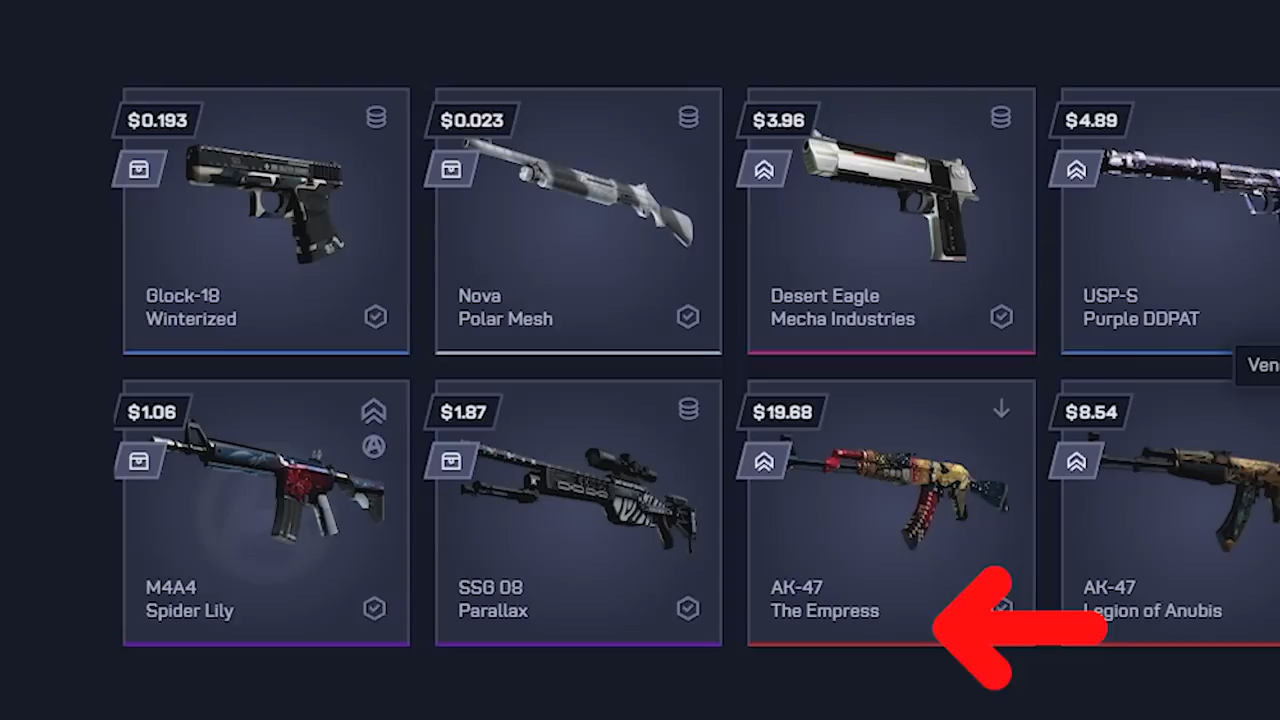 $0.193
Glock-18
Winterized
$0.023
Nova
Polar Mesh
$3.96
Desert Eagle
Mecha Industries
$4.89
USP-S
Purple DDPAT
Ven
$1.06
M4A4
Spider Lily
$1.87
SSG 08
Parallax
$19.68
AK-47
The Empress
$8.54
AK-47
Legion of Anubis